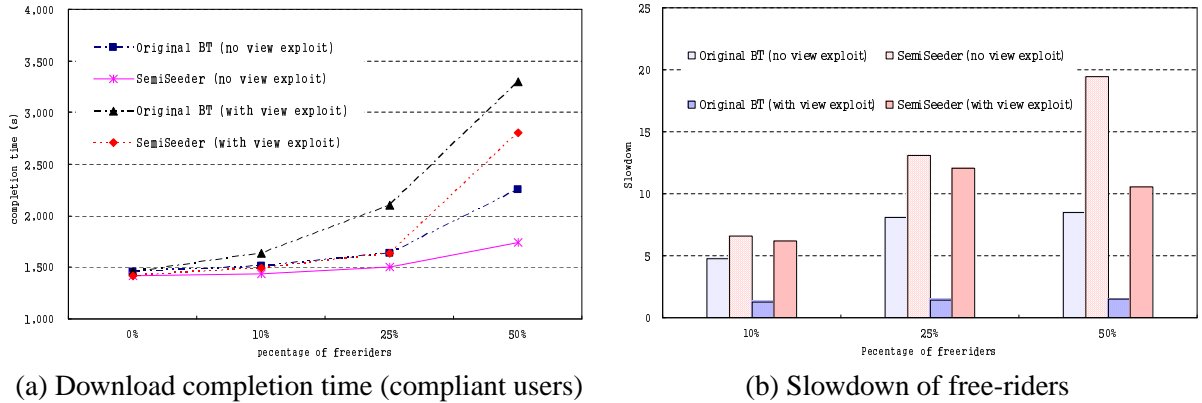 4,000
3,500
3,000
2,500
2,000
1,500
1,000
completion time (s)
Original BT (no view exploit)
SemiSeeder (no view exploit)
Original BT (with view exploit)
SemiSeeder (with view exploit)
0%
10%
25%
50%
pecentage of freeriders
(a) Download completion time (compliant users)
25
20
15
10
5
0
Slowdown
Original BT (no view exploit)
SemiSeeder (no view exploit)
Original BT (with view exploit)
SemiSeeder (with view exploit)
10%
25%
50%
Pecentage of freeriders
(b) Slowdown of free-riders